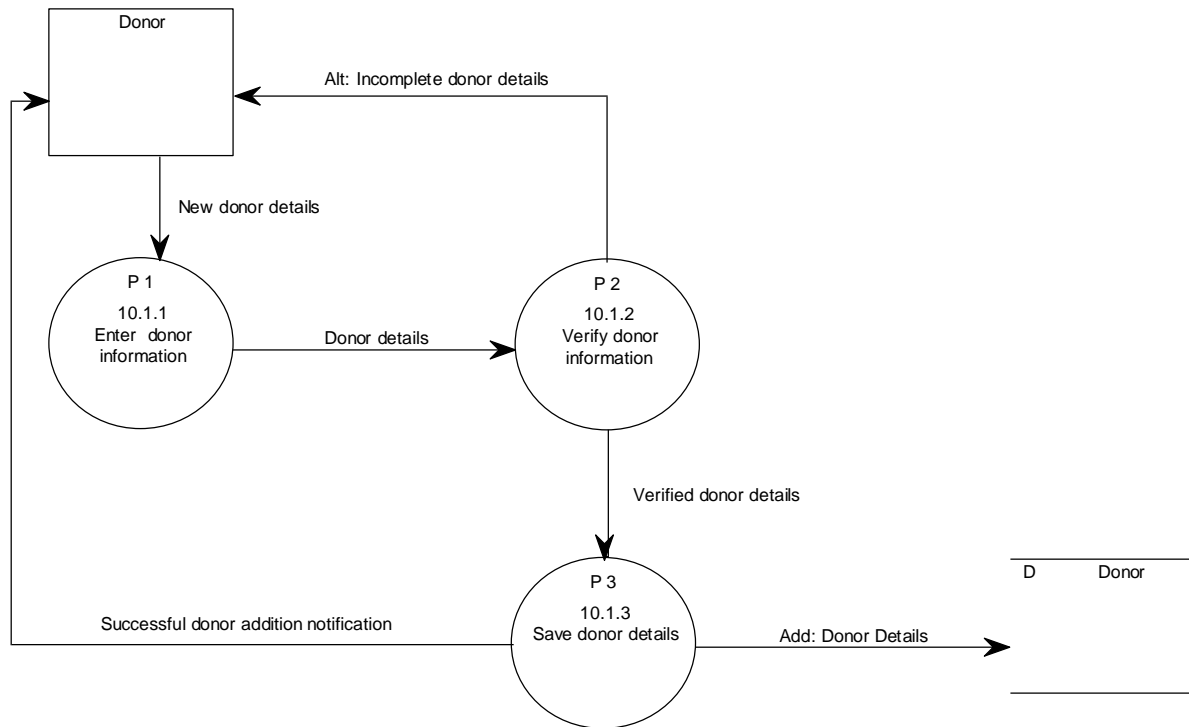 Donor
Alt: Incomplete donor details
New donor details
P 1
10.1.1
Enter donor
information
Donor details
P 2
10.1.2
Verify donor
information
Verified donor details
P 3
10.1.3
Save donor details
Successful donor addition notification
Add: Donor Details
D Donor